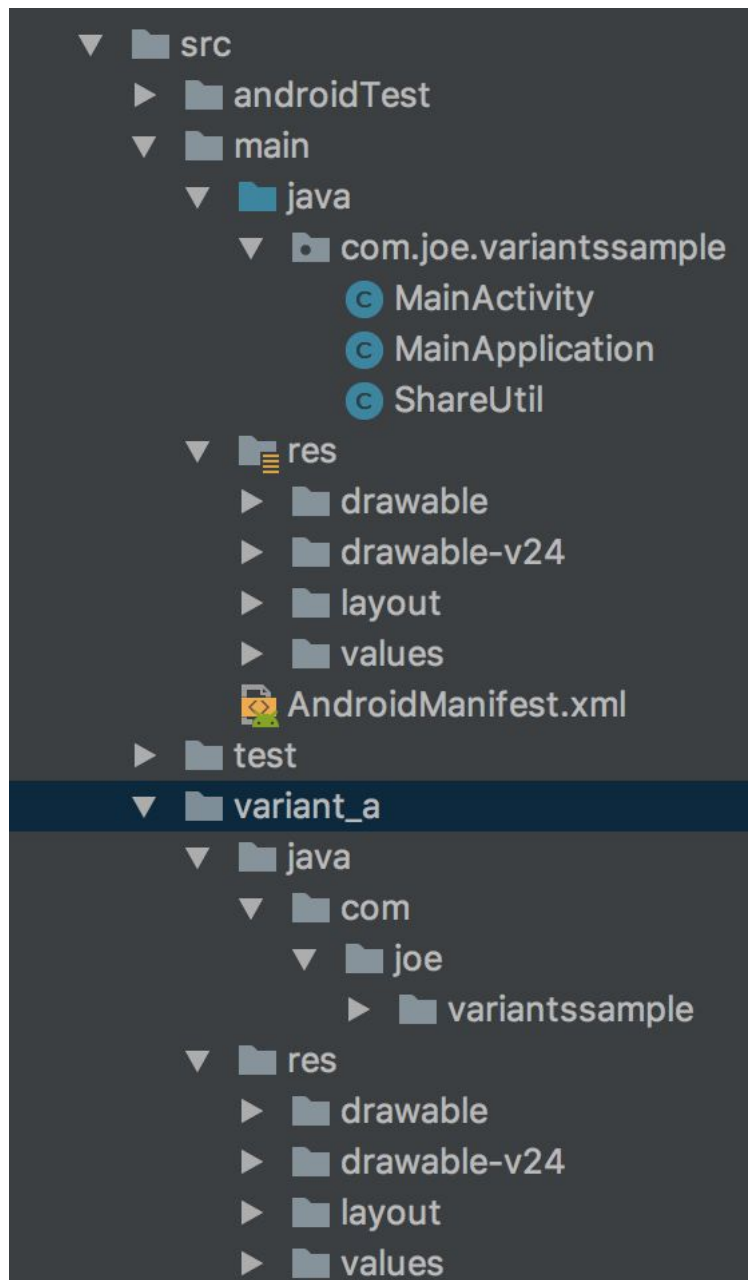 src
androidTest
main
java
com.joe.variantssample
C MainActivity
C MainApplication
C ShareUtil
res
drawable
drawable-v24
layout
values
<> AndroidManifest.xml
test
variant_a
java
com
joe
variantssample
res
drawable
drawable-v24
layout
values